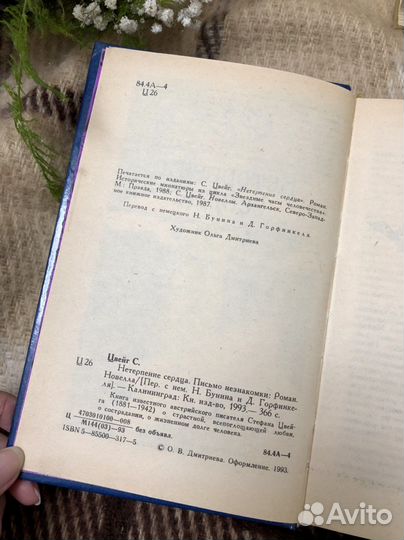 84.4А—4
Ц 26
Печатается по изданиям: С. Цвейг. «Нетерпение сердца». Роман.
Исторические миниатюры из цикла «Звездные часы человечества».
М.: Правда, 1988; С. Цвейг. Новеллы. Архангельск, Северо-Запад-
ное книжное издательство, 1987.
Перевод с немецкого Н. Бунина и Д. Горфинкеля.
Художник Ольга Дмитриева
Цвейг С.
Ц 26
Нетерпение сердца. Письмо незнакомки: Роман.
Новелла/[Пер. с нем. Н. Бунина и Д. Горфинке-
ля]. — Калининград: Кн. изд-во, 1993.— 366 с.
Книга известного австрийского писателя Стефана Цвей-
га (1881—1942) о страстной, всепоглощающей любви,
о сострадании, о жизненном долге человека.
Ц 4703010100—008
М144(03)—93 без объявл.
84.4А—4
ISBN 5—85500—317—5
© О. В. Дмитриева. Оформление. 1993.
Avito